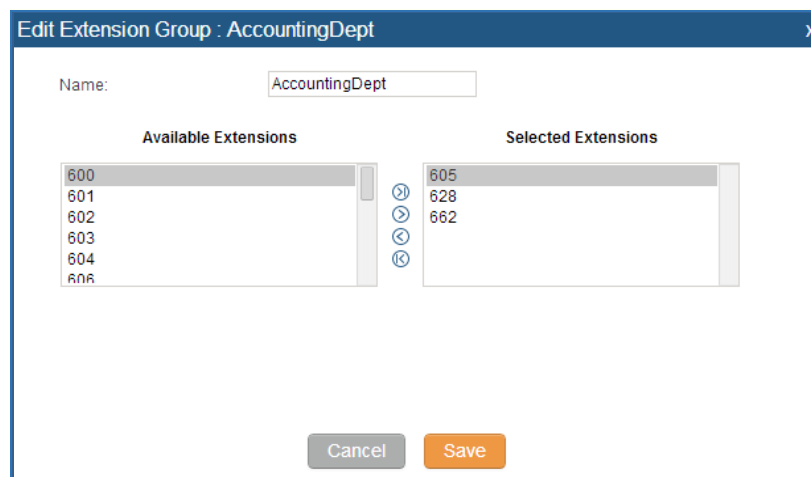 Edit Extension Group : AccountingDept x
Name: AccountingDept
Available Extensions Selected Extensions
600 605
601 628
602 662
603
604
606
Cancel Save